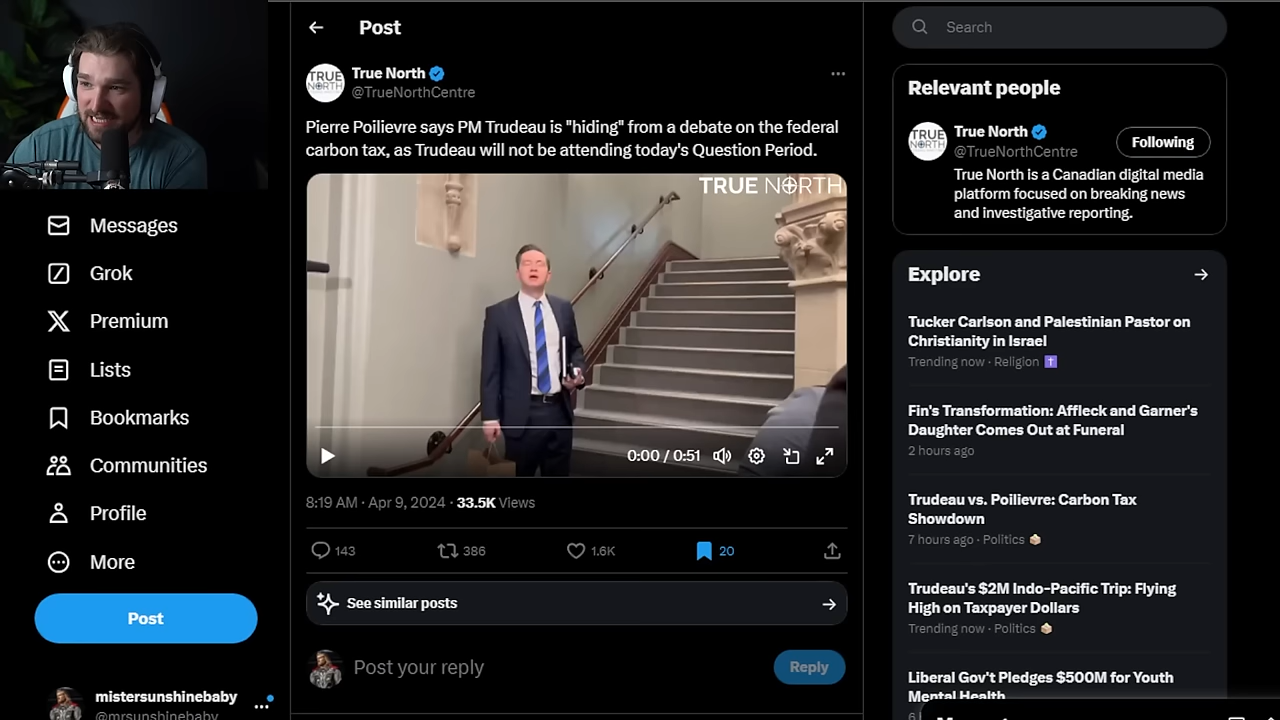 Post
True North
@TrueNorthCentre
TRUE
NORTH
Pierre Poilievre says PM Trudeau is "hiding" from a debate on the federal
carbon tax, as Trudeau will not be attending today's Question Period.
TRUE NORTH
0:00 / 0:51
8:19 AM · Apr 9, 2024 · 33.5K Views
143
386
1.6K
20
See similar posts
Post your reply
Reply
Messages
Grok
Premium
Lists
Bookmarks
Communities
Profile
More
Post
mistersunshinebaby
@mrsunshinebaby
Search
Relevant people
TRUE
NORTH
True North
@TrueNorthCentre
Following
True North is a Canadian digital media
platform focused on breaking news
and investigative reporting.
Explore
Tucker Carlson and Palestinian Pastor on
Christianity in Israel
Trending now · Religion
Fin's Transformation: Affleck and Garner's
Daughter Comes Out at Funeral
2 hours ago
Trudeau vs. Poilievre: Carbon Tax
Showdown
7 hours ago · Politics
Trudeau's $2M Indo-Pacific Trip: Flying
High on Taxpayer Dollars
Trending now · Politics
Liberal Gov't Pledges $500M for Youth
Mental Health